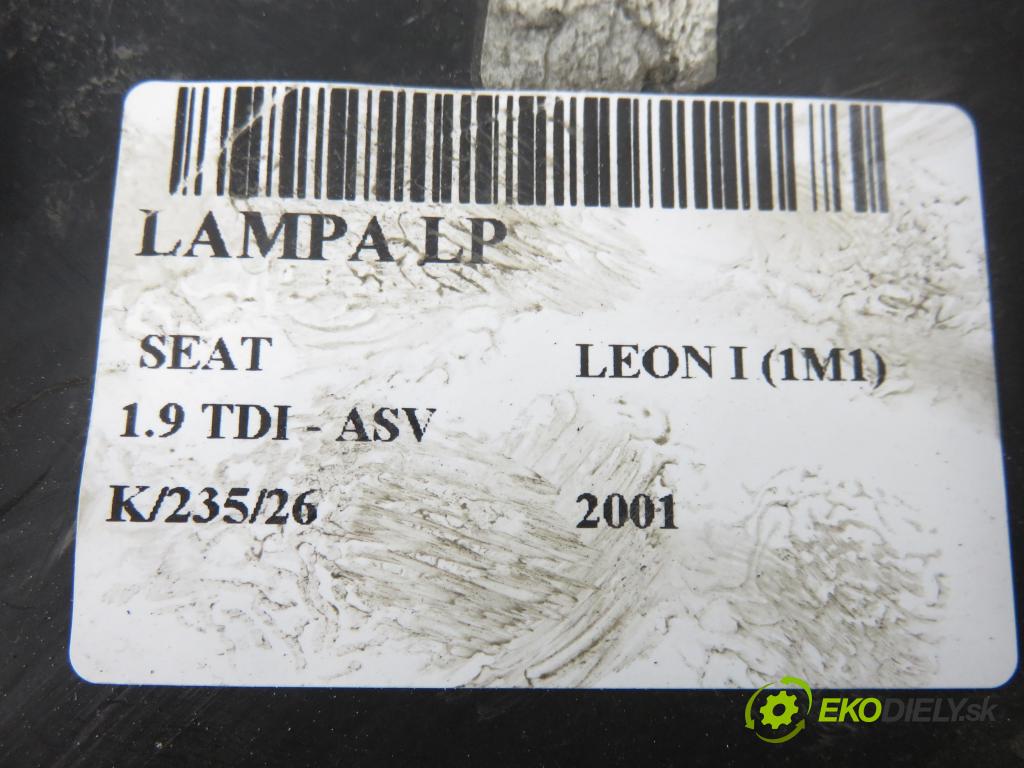 LAMPA LP
SEAT LEON I (1M1)
1.9 TDI - ASV
K/235/26 2001
EKODIELY.sk